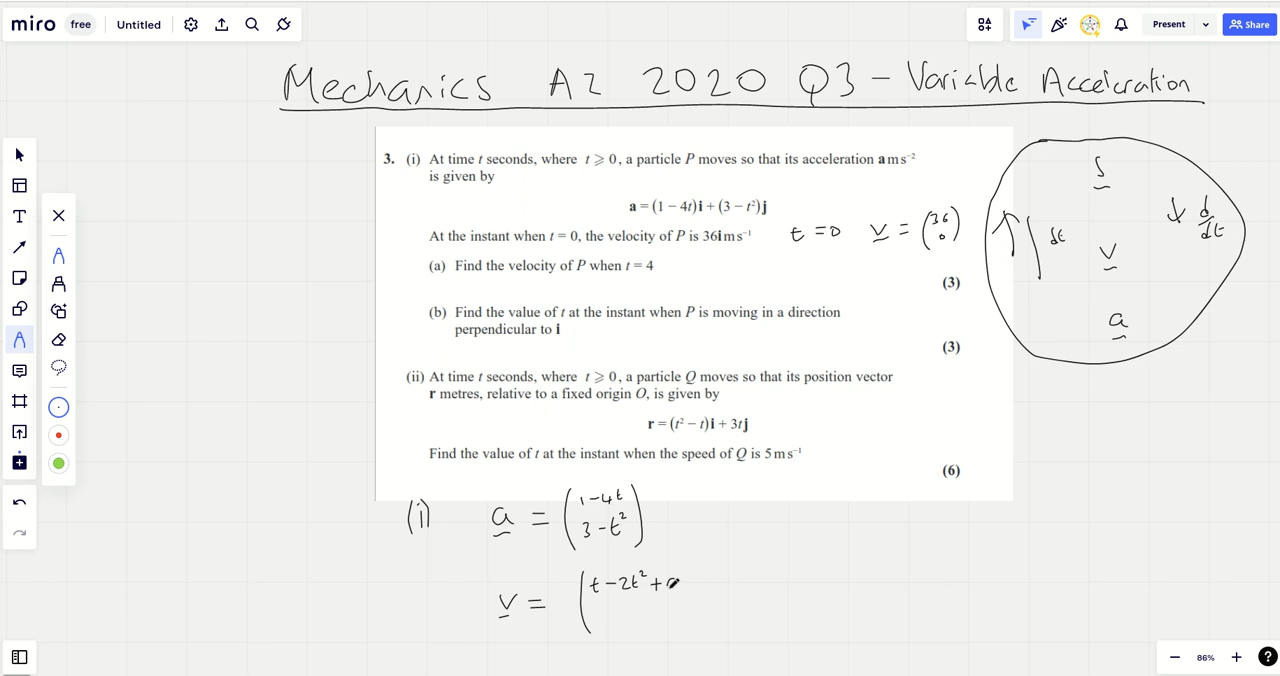 miro free Untitled Present Share
Mechanics A2 2020 Q3 - Variable Acceleration
3. (i) At time t seconds, where t ⩾ 0, a particle P moves so that its acceleration a m s⁻²
is given by
a = (1 − 4t)i + (3 − t²)j
At the instant when t = 0, the velocity of P is 36i m s⁻¹
t = 0 v = (36 0)
(a) Find the velocity of P when t = 4
(3)
(b) Find the value of t at the instant when P is moving in a direction
perpendicular to i
(3)
(ii) At time t seconds, where t ⩾ 0, a particle Q moves so that its position vector
r metres, relative to a fixed origin O, is given by
r = (t² − t)i + 3tj
Find the value of t at the instant when the speed of Q is 5 m s⁻¹
(6)
s
↓ d/dt
↑ ∫ dt
v
a
(i) a = (1-4t 3-t²)
v = (t-2t²+
86%